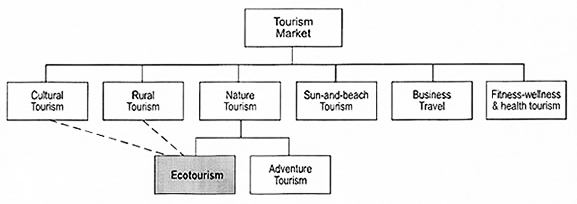 Tourism
Market
Cultural
Tourism
Rural
Tourism
Nature
Tourism
Sun-and-beach
Tourism
Business
Travel
Fitness-wellness
& health tourism
Ecotourism
Adventure
Tourism